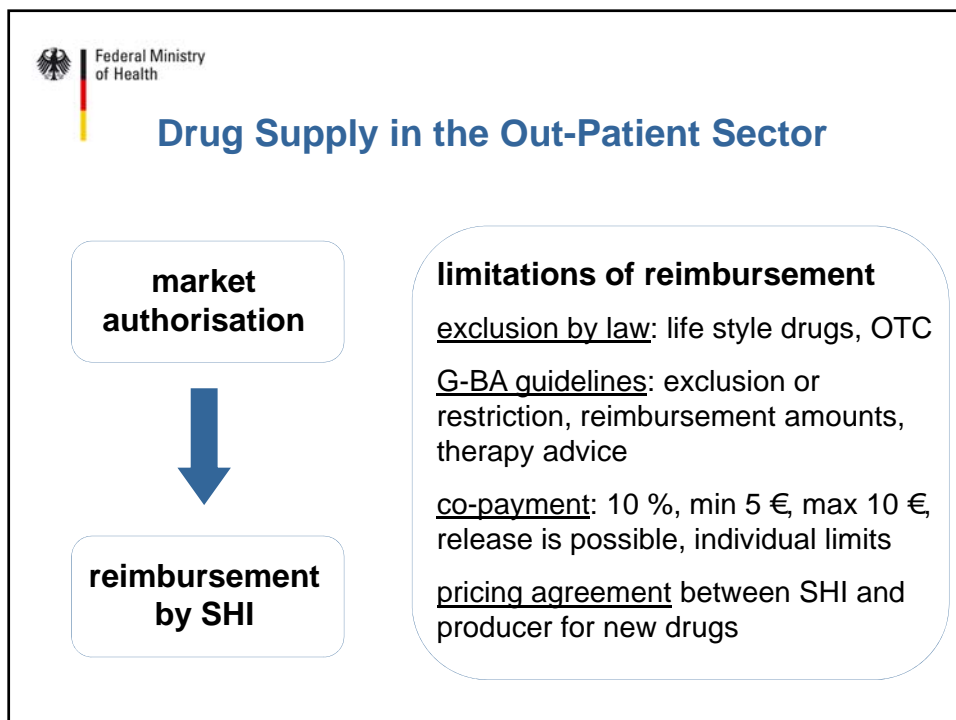 Federal Ministry
of Health
Drug Supply in the Out-Patient Sector
market
authorisation
reimbursement
by SHI
limitations of reimbursement
exclusion by law: life style drugs, OTC
G-BA guidelines: exclusion or
restriction, reimbursement amounts,
therapy advice
co-payment: 10 %, min 5 €, max 10 €,
release is possible, individual limits
pricing agreement between SHI and
producer for new drugs